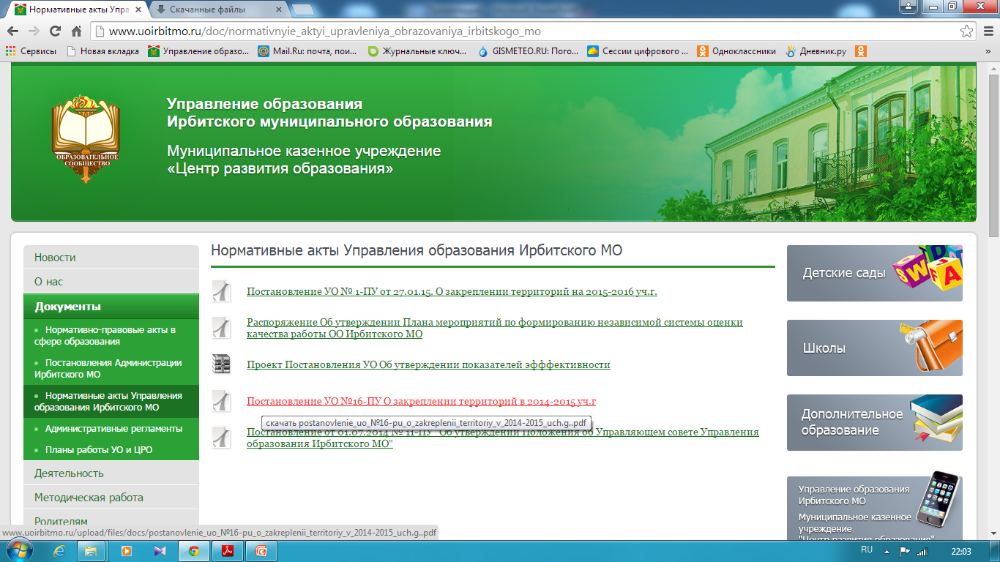 Нормативные акты Упра
Скачанные файлы
www.uoirbitmo.ru/doc/normativnyie_aktyi_upravleniya_obrazovaniya_irbitskogo_mo
Сервисы
Новая вкладка
Управление образо...
Mail.Ru: почта, пои...
Журнальные ключ...
GISMETEO.RU: Пого...
Сессии цифрового ...
Одноклассники
Дневник.ру
»
ОБРАЗОВАТЕЛЬНОЕ
СООБЩЕСТВО
Управление образования
Ирбитского муниципального образования
Муниципальное казенное учреждение
«Центр развития образования»
Новости
О нас
Документы
Нормативно-правовые акты в
сфере образования
Постановления Администрации
Ирбитского МО
Нормативные акты Управления
образования Ирбитского МО
Административные регламенты
Планы работы УО и ЦРО
Деятельность
Методическая работа
Родителям
Нормативные акты Управления образования Ирбитского МО
Постановление УО № 1-ПУ от 27.01.15. О закреплении территорий на 2015-2016 уч.г.
Распоряжение Об утверждении Плана мероприятий по формированию независимой системы оценки
качества работы ОО Ирбитского МО
Проект Постановления УО Об утверждении показателей эфффективности
Постановление УО №16-ПУ О закреплении территорий в 2014-2015 уч.г
скачать postanovlenie_uo_№16-pu_o_zakreplenii_territoriy_v_2014-2015_uch.g..pdf
Постановление от 01.07.2014 № 11-ПУ "Об утверждении Положения об Управляющем совете Управления
образования Ирбитского МО"
Детские сады
Школы
Дополнительное
образование
Управление образования
Ирбитского МО
Муниципальное казенное
учреждение
"Центр развития образования"
www.uoirbitmo.ru/upload/files/docs/postanovlenie_uo_№16-pu_o_zakreplenii_territoriy_v_2014-2015_uch.g..pdf
RU
22:03